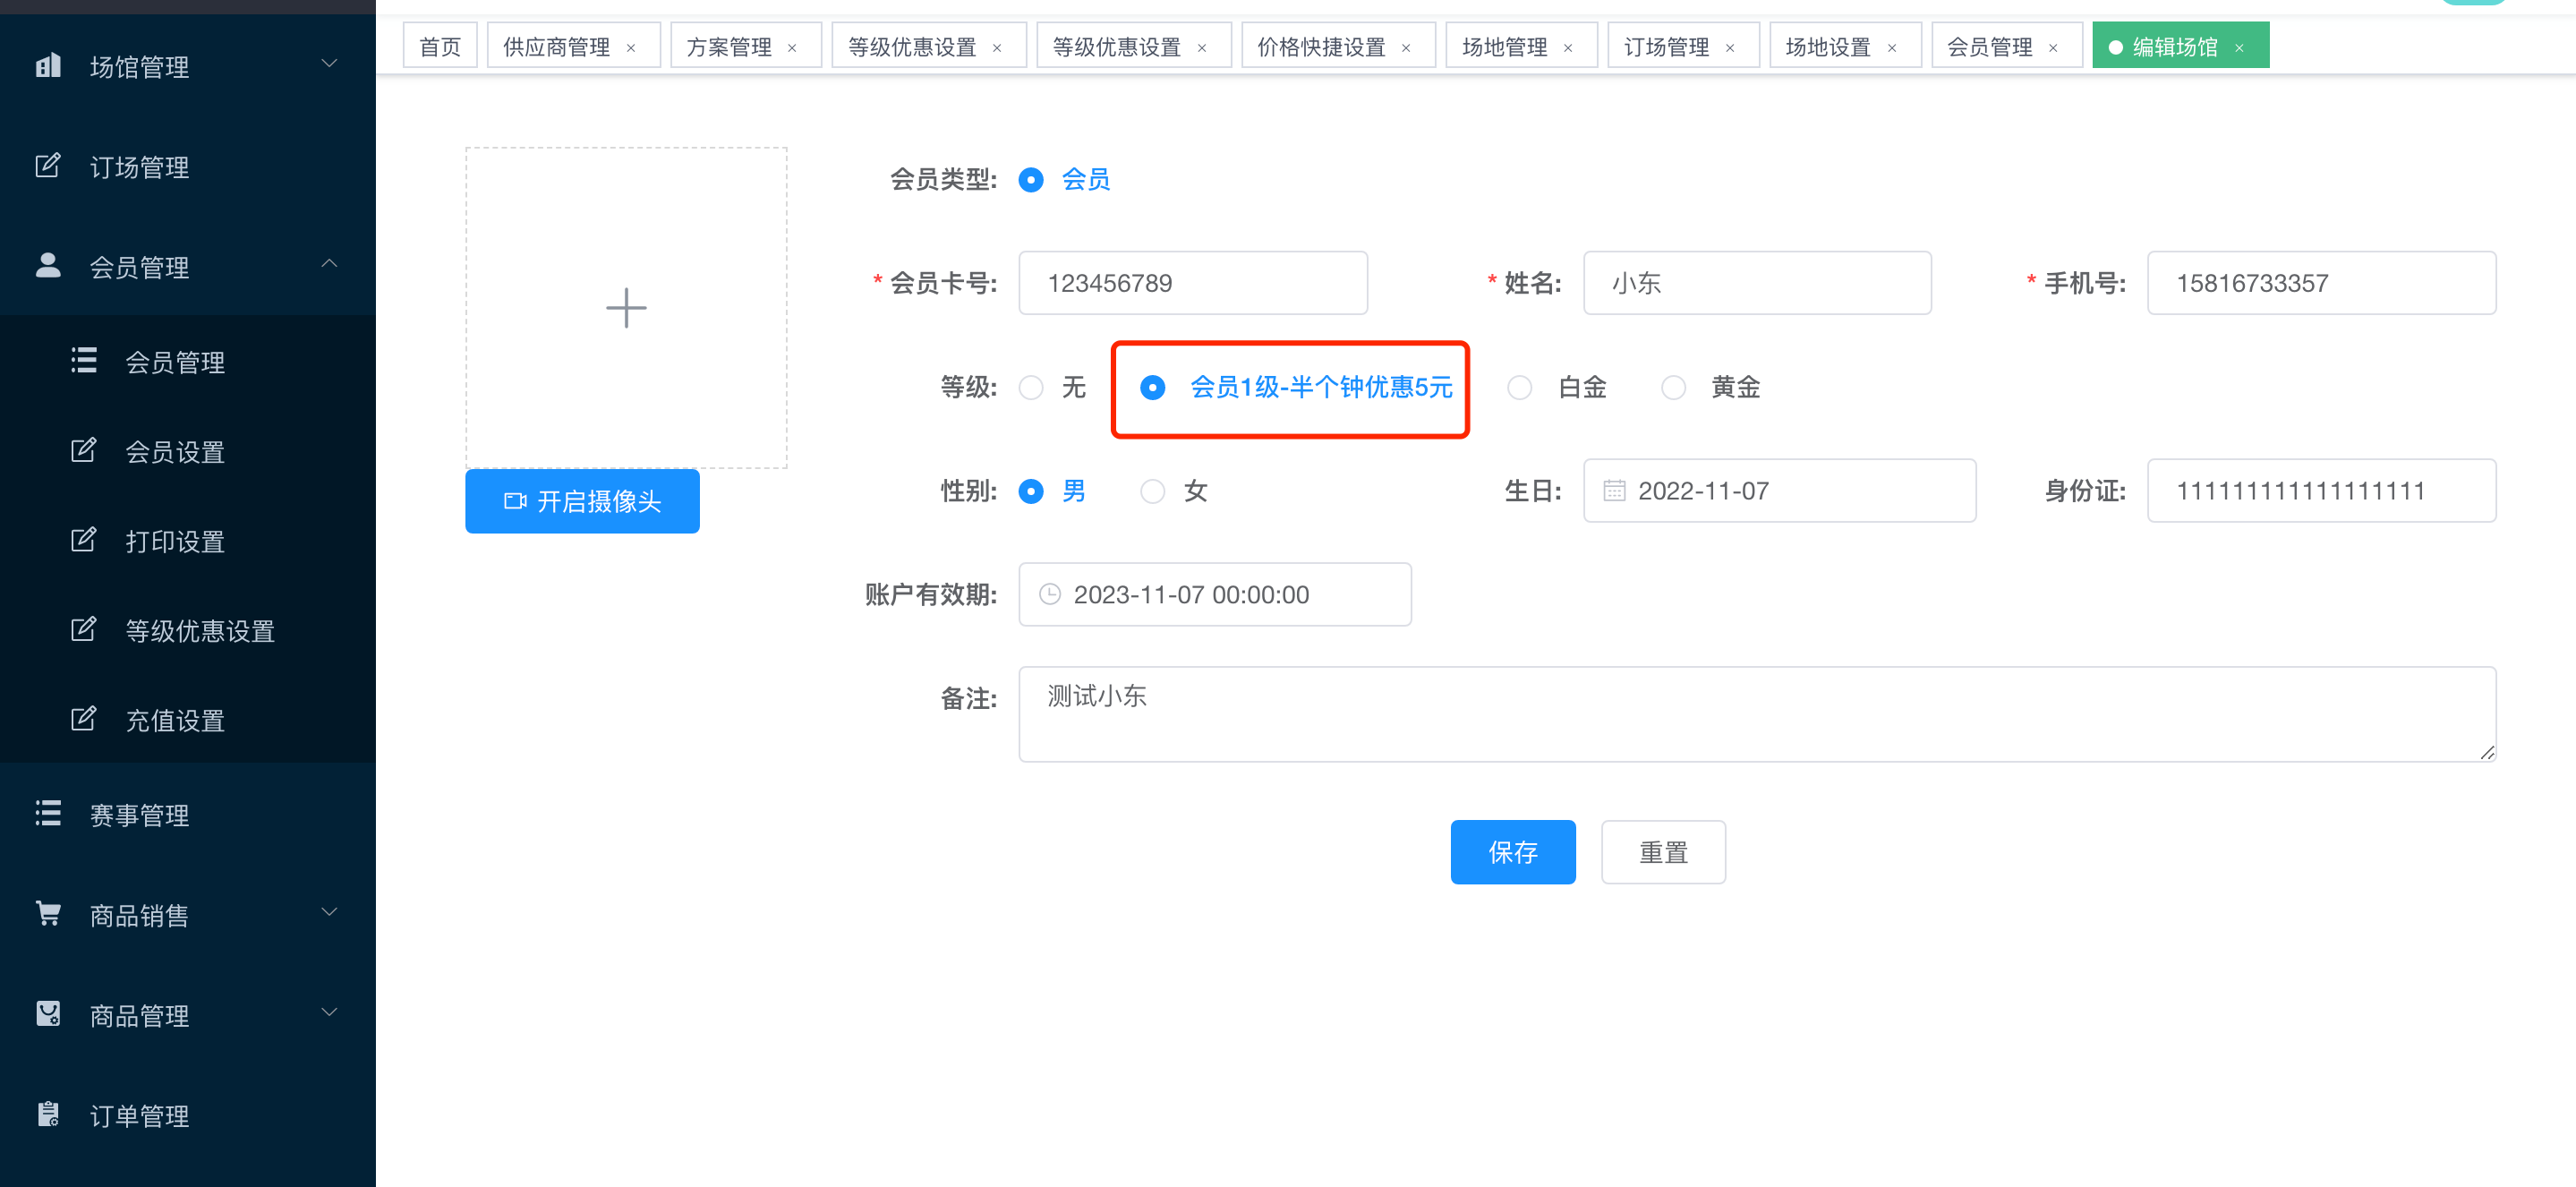 首页 供应商管理 × 方案管理 × 等级优惠设置 × 等级优惠设置 × 价格快捷设置 × 场地管理 × 订场管理 × 场地设置 × 会员管理 × 编辑场馆 ×
场馆管理
订场管理
会员管理
会员管理
会员设置
打印设置
等级优惠设置
充值设置
赛事管理
商品销售
商品管理
订单管理
开启摄像头
会员类型: 会员
* 会员卡号: 123456789 * 姓名: 小东 * 手机号: 15816733357
等级: 无 会员1级-半个钟优惠5元 白金 黄金
性别: 男 女 生日: 2022-11-07 身份证: 111111111111111111
账户有效期: 2023-11-07 00:00:00
备注: 测试小东
保存 重置